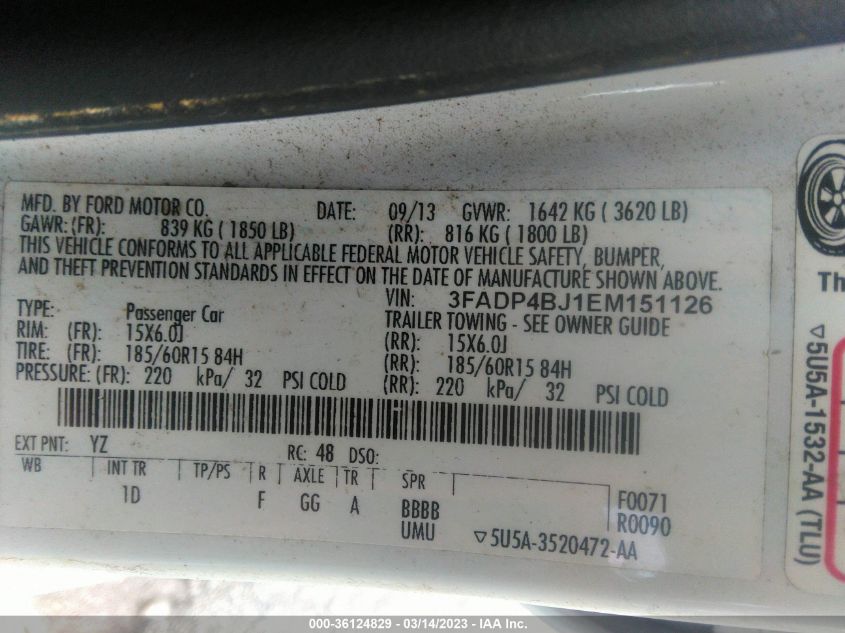 MFD. BY FORD MOTOR CO. DATE: 09/13 GVWR: 1642 KG ( 3620 LB)
GAWR: (FR): 839 KG ( 1850 LB) (RR): 816 KG ( 1800 LB)
THIS VEHICLE CONFORMS TO ALL APPLICABLE FEDERAL MOTOR VEHICLE SAFETY, BUMPER,
AND THEFT PREVENTION STANDARDS IN EFFECT ON THE DATE OF MANUFACTURE SHOWN ABOVE.
VIN: 3FADP4BJ1EM151126
TYPE: Passenger Car TRAILER TOWING - SEE OWNER GUIDE
RIM: (FR): 15X6.0J (RR): 15X6.0J
TIRE: (FR): 185/60R15 84H (RR): 185/60R15 84H
PRESSURE: (FR): 220 kPa/ 32 PSI COLD (RR): 220 kPa/ 32 PSI COLD
EXT PNT: YZ RC: 48 DSO:
WB INT TR TP/PS R AXLE TR SPR
1D F GG A BBBB F0071
UMU R0090
▽5U5A-3520472-AA
Th
▽5U5A-1532-AA (TLU)
000-36124829 — 03/14/2023 — IAA Inc.